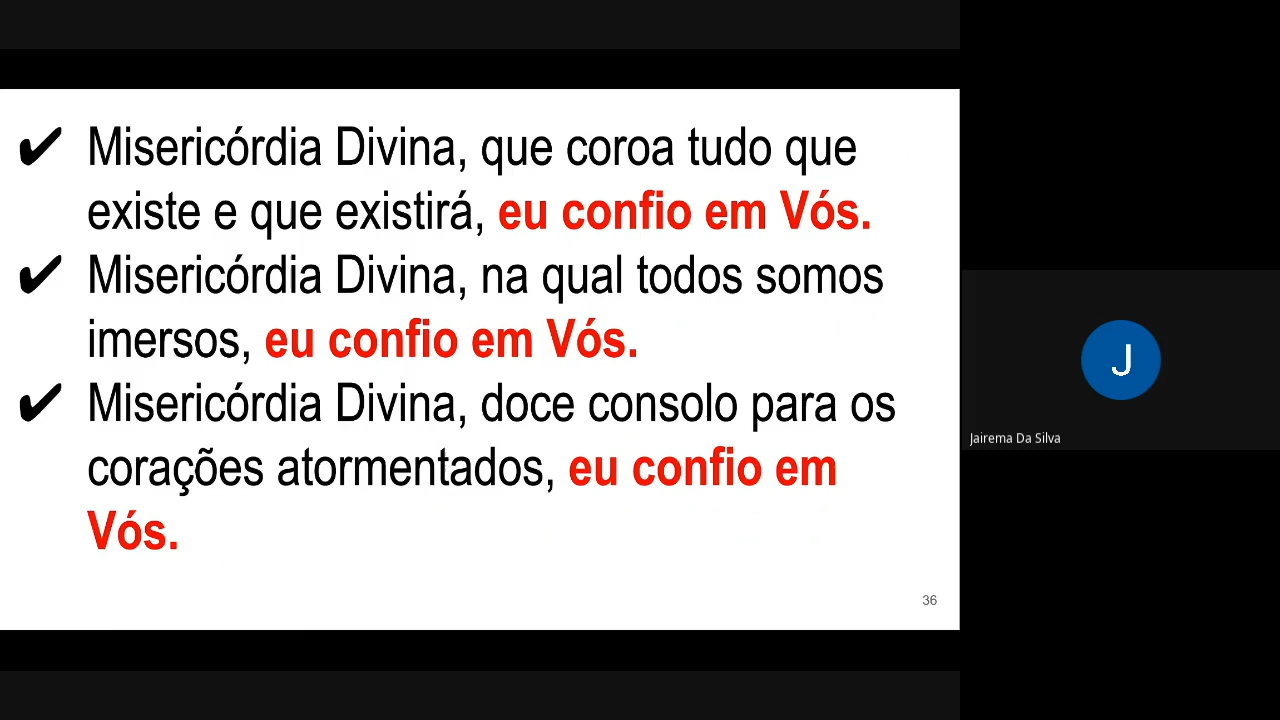 ✔ Misericórdia Divina, que coroa tudo que
existe e que existirá, eu confio em Vós.
✔ Misericórdia Divina, na qual todos somos
imersos, eu confio em Vós.
✔ Misericórdia Divina, doce consolo para os
corações atormentados, eu confio em
Vós.
36
J
Jairema Da Silva